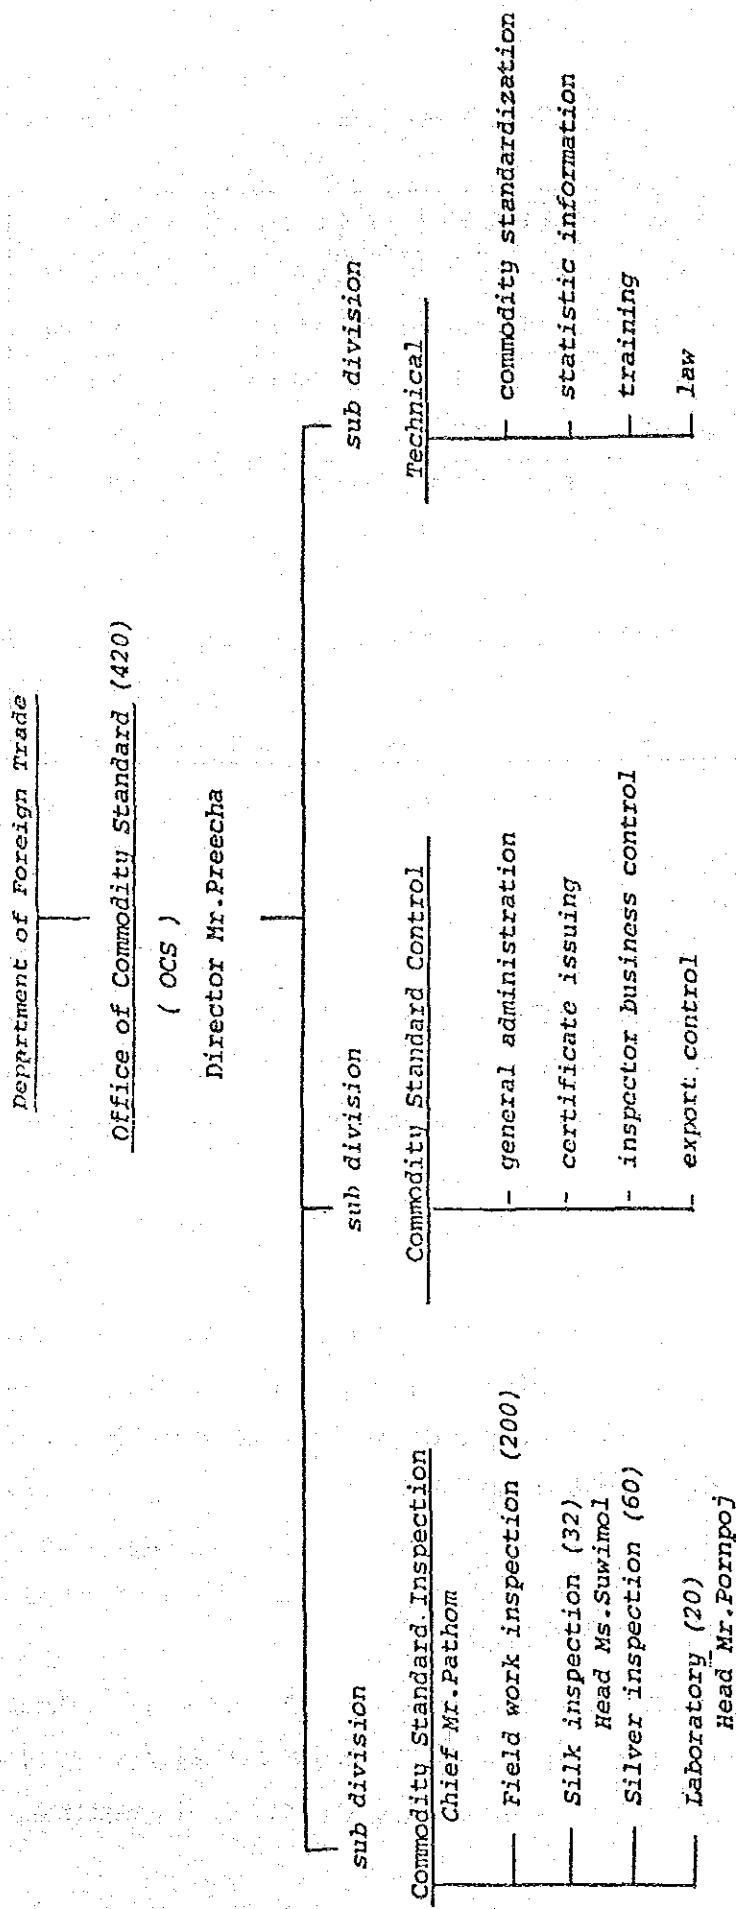 Depprtment of Foreign Trade
Office of Commodity Standard (420)
( OCS )
Director Mr.Preecha
sub division
Commodity Standard Inspection
Chief Mr.Pathom
Field work inspection (200)
Silk inspection (32)
Head Ms.Suwimol
Silver inspection (60)
Laboratory (20)
Head Mr.Pornpoj
sub division
Commodity Standard Control
- general administration
- certificate issuing
- inspector business control
- export control
sub division
Technical
- commodity standardization
- statistic information
- training
- law